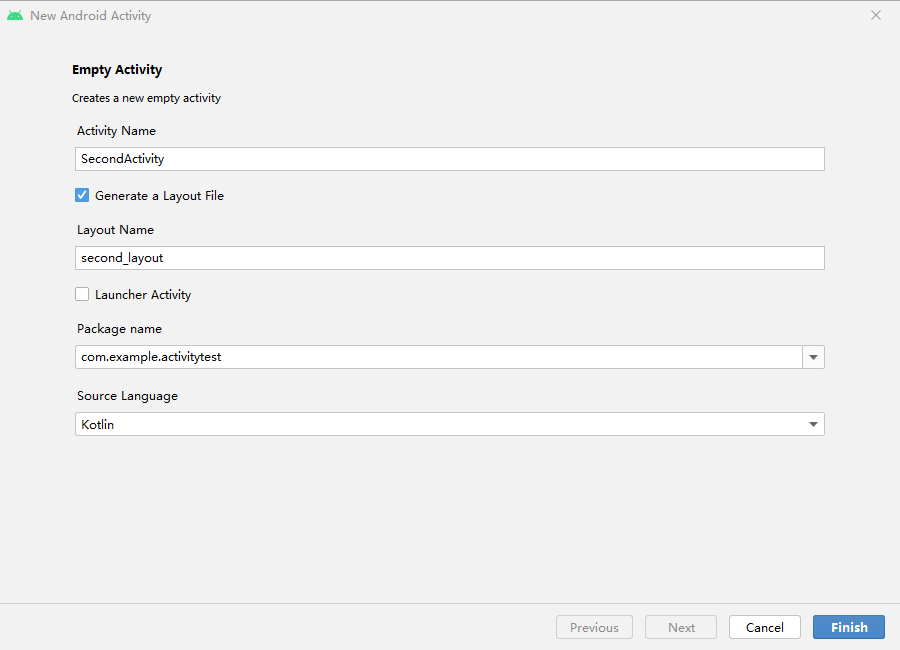 New Android Activity
Empty Activity
Creates a new empty activity
Activity Name
SecondActivity
Generate a Layout File
Layout Name
second_layout
Launcher Activity
Package name
com.example.activitytest
Source Language
Kotlin
Previous Next Cancel Finish